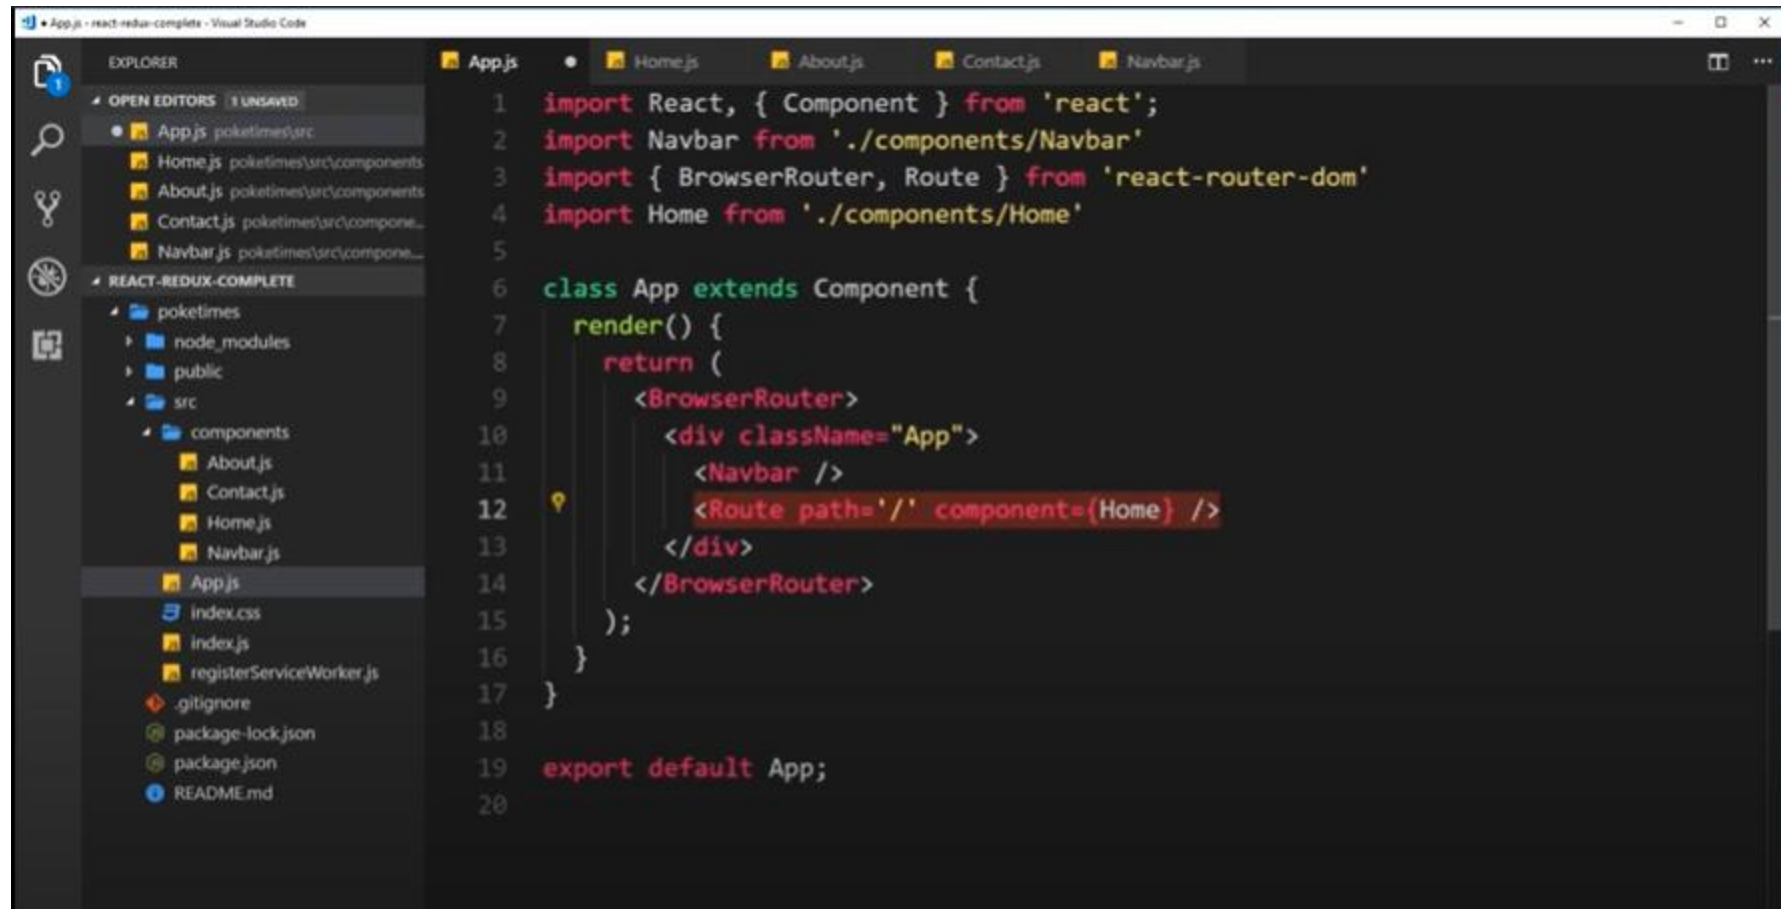 ● App.js - react-redux-complete - Visual Studio Code
EXPLORER
OPEN EDITORS 1 UNSAVED
App.js poketimes\src
Home.js poketimes\src\components
About.js poketimes\src\components
Contact.js poketimes\src\compone...
Navbar.js poketimes\src\compone...
REACT-REDUX-COMPLETE
poketimes
node_modules
public
src
components
About.js
Contact.js
Home.js
Navbar.js
App.js
index.css
index.js
registerServiceWorker.js
.gitignore
package-lock.json
package.json
README.md
1
App.js ● Home.js About.js Contact.js Navbar.js
1 import React, { Component } from 'react';
2 import Navbar from './components/Navbar'
3 import { BrowserRouter, Route } from 'react-router-dom'
4 import Home from './components/Home'
5
6 class App extends Component {
7 render() {
8 return (
9 <BrowserRouter>
10 <div className="App">
11 <Navbar />
12 <Route path='/' component={Home} />
13 </div>
14 </BrowserRouter>
15 );
16 }
17 }
18
19 export default App;
20